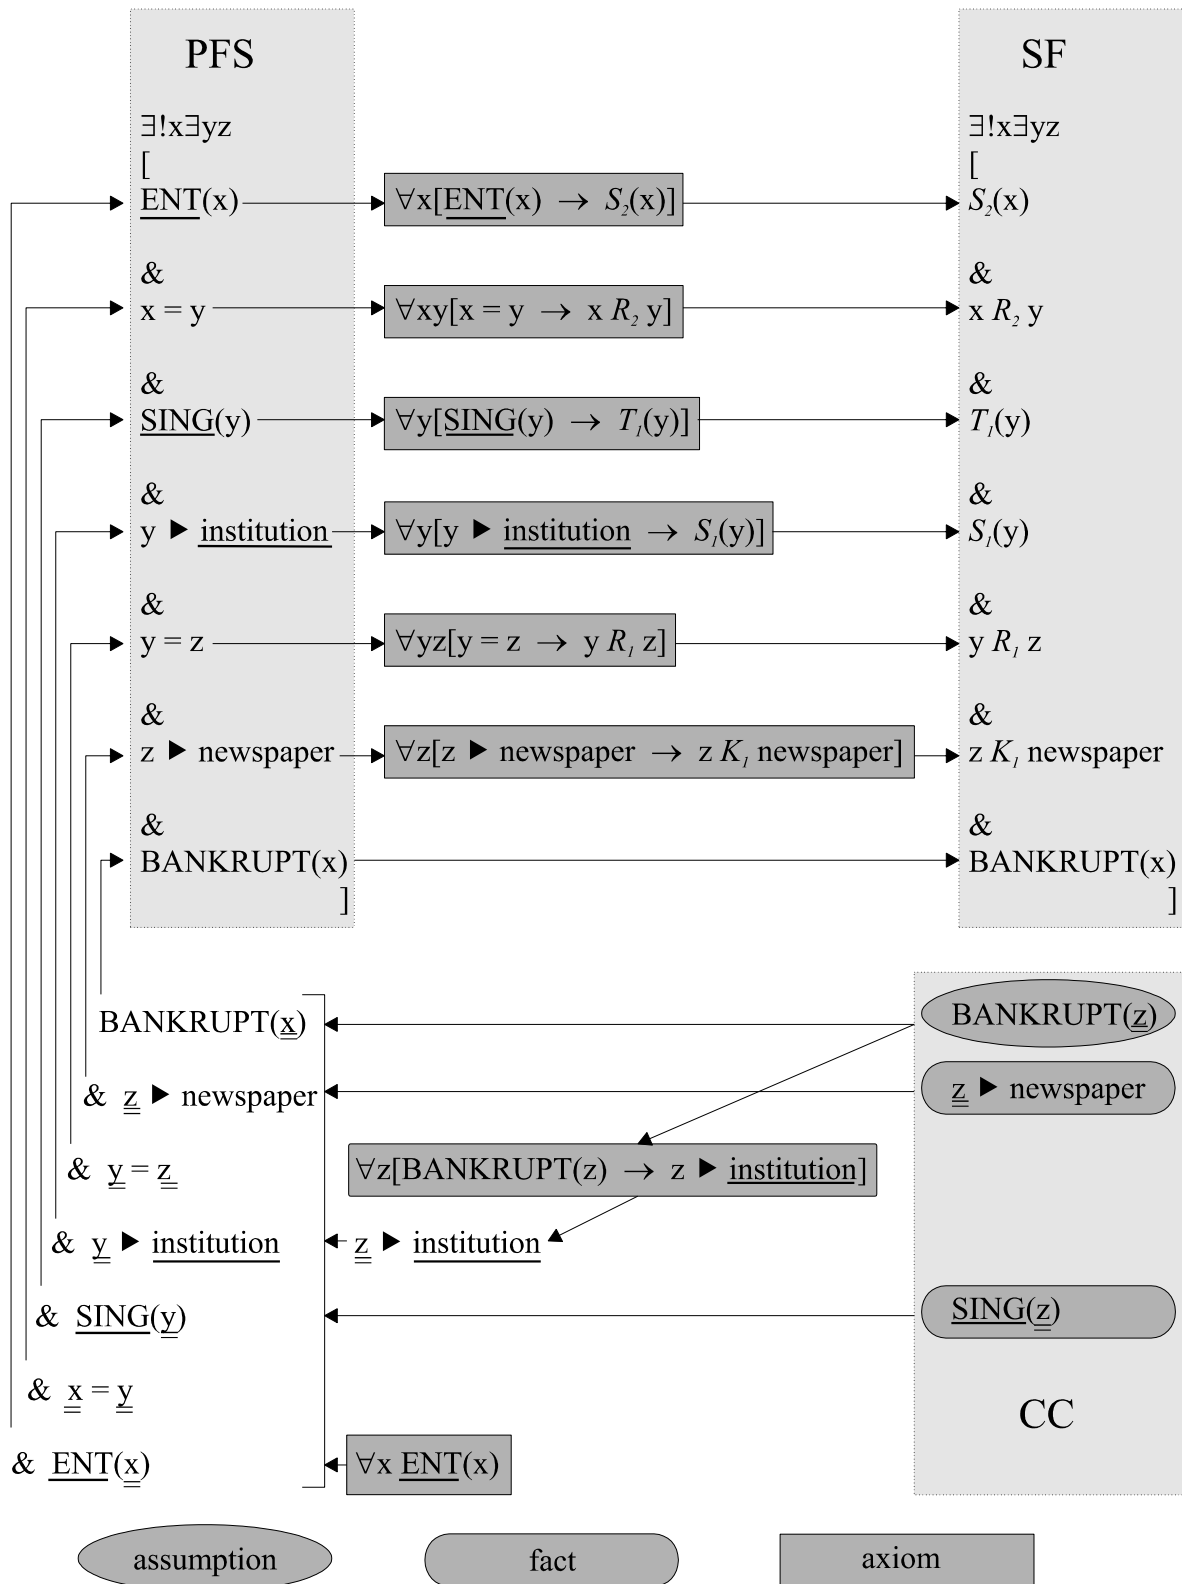 PFS
SF
∃!x∃yz
∃!x∃yz
[
[
ENT(x)
∀x[ENT(x) → S₂(x)]
S₂(x)
&
&
x = y
∀xy[x = y → x R₂ y]
x R₂ y
&
&
SING(y)
∀y[SING(y) → T₁(y)]
T₁(y)
&
&
y ► institution
∀y[y ► institution → S₁(y)]
S₁(y)
&
&
y = z
∀yz[y = z → y R₁ z]
y R₁ z
&
&
z ► newspaper
∀z[z ► newspaper → z K₁ newspaper]
z K₁ newspaper
&
&
BANKRUPT(x)
BANKRUPT(x)
]
]
BANKRUPT(x)
BANKRUPT(z)
& z ► newspaper
z ► newspaper
& y = z
∀z[BANKRUPT(z) → z ► institution]
& y ► institution
z ► institution
& SING(y)
SING(z)
& x = y
CC
& ENT(x)
∀x ENT(x)
assumption
fact
axiom